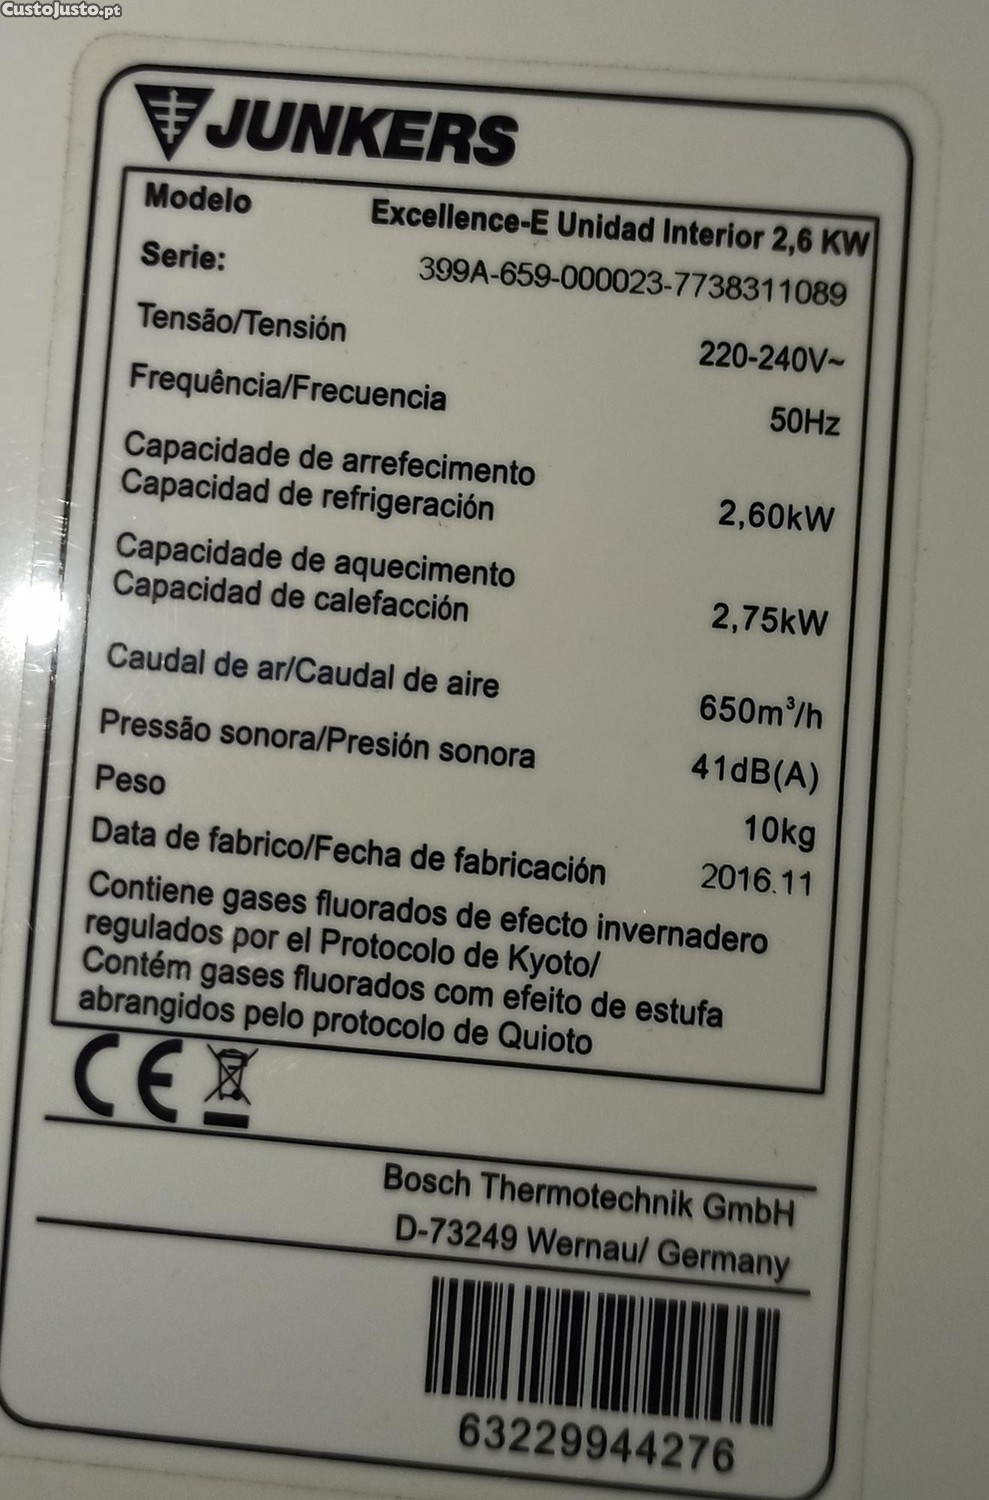 CustoJusto.pt
JUNKERS
Modelo Excellence-E Unidad Interior 2,6 KW
Serie: 399A-659-000023-7738311089
Tensão/Tensión 220-240V~
Frequência/Frecuencia 50Hz
Capacidade de arrefecimento
Capacidad de refrigeración 2,60kW
Capacidade de aquecimento
Capacidad de calefacción 2,75kW
Caudal de ar/Caudal de aire 650m³/h
Pressão sonora/Presión sonora 41dB(A)
Peso 10kg
Data de fabrico/Fecha de fabricación 2016.11
Contiene gases fluorados de efecto invernadero
regulados por el Protocolo de Kyoto/
Contém gases fluorados com efeito de estufa
abrangidos pelo protocolo de Quioto
CE
Bosch Thermotechnik GmbH
D-73249 Wernau/ Germany
63229944276